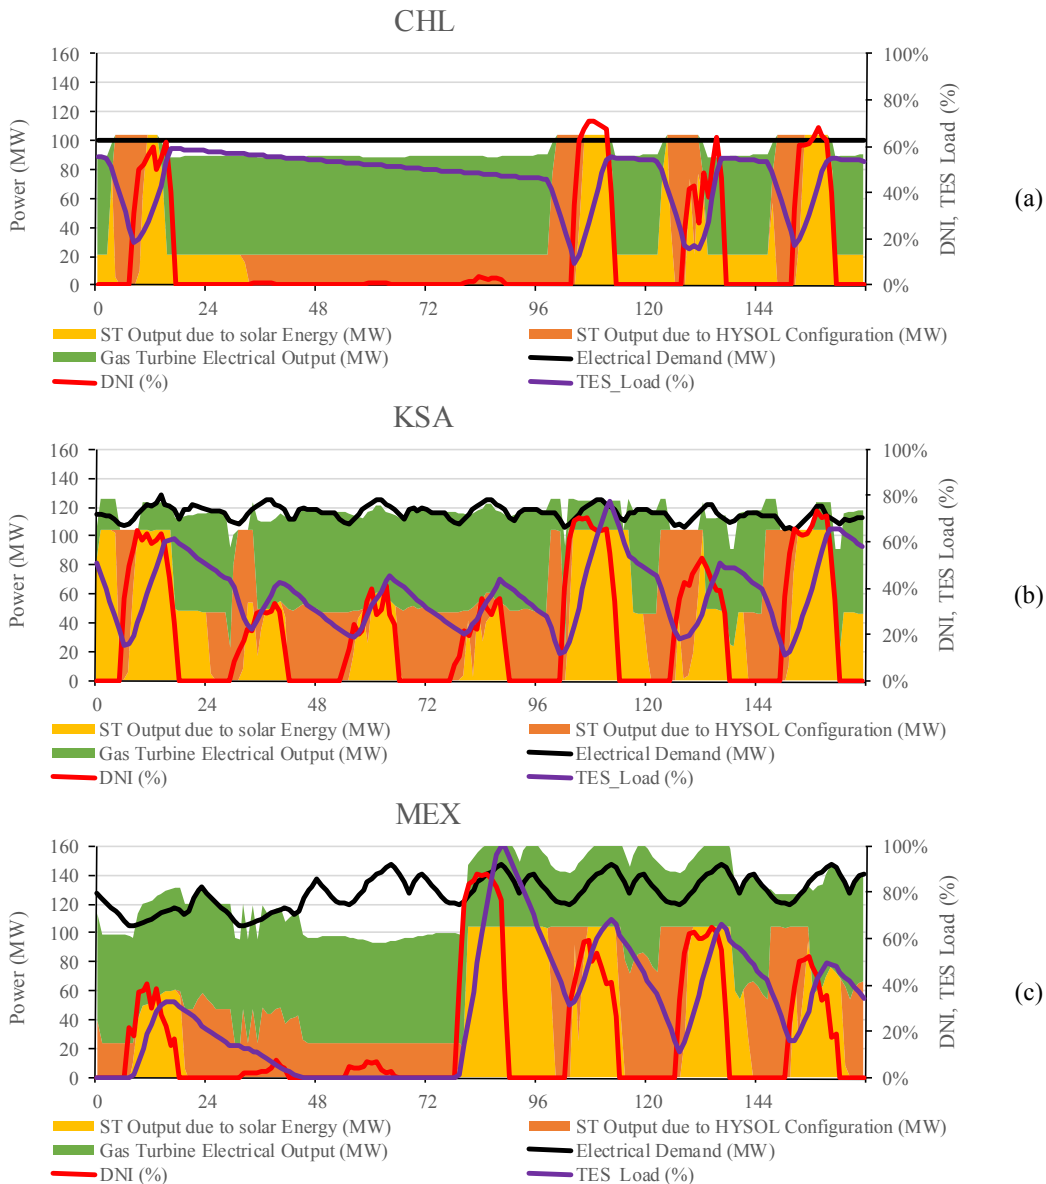 CHL
160
140
120
100
80
60
40
20
0
Power (MW)
100%
80%
60%
40%
20%
0%
DNI, TES Load (%)
(a)
0 24 48 72 96 120 144
ST Output due to solar Energy (MW) ST Output due to HYSOL Configuration (MW)
Gas Turbine Electrical Output (MW) Electrical Demand (MW)
DNI (%) TES_Load (%)
KSA
160
140
120
100
80
60
40
20
0
Power (MW)
100%
80%
60%
40%
20%
0%
DNI, TES Load (%)
(b)
0 24 48 72 96 120 144
ST Output due to solar Energy (MW) ST Output due to HYSOL Configuration (MW)
Gas Turbine Electrical Output (MW) Electrical Demand (MW)
DNI (%) TES_Load (%)
MEX
160
140
120
100
80
60
40
20
0
Power (MW)
100%
80%
60%
40%
20%
0%
DNI, TES Load (%)
(c)
0 24 48 72 96 120 144
ST Output due to solar Energy (MW) ST Output due to HYSOL Configuration (MW)
Gas Turbine Electrical Output (MW) Electrical Demand (MW)
DNI (%) TES Load (%)